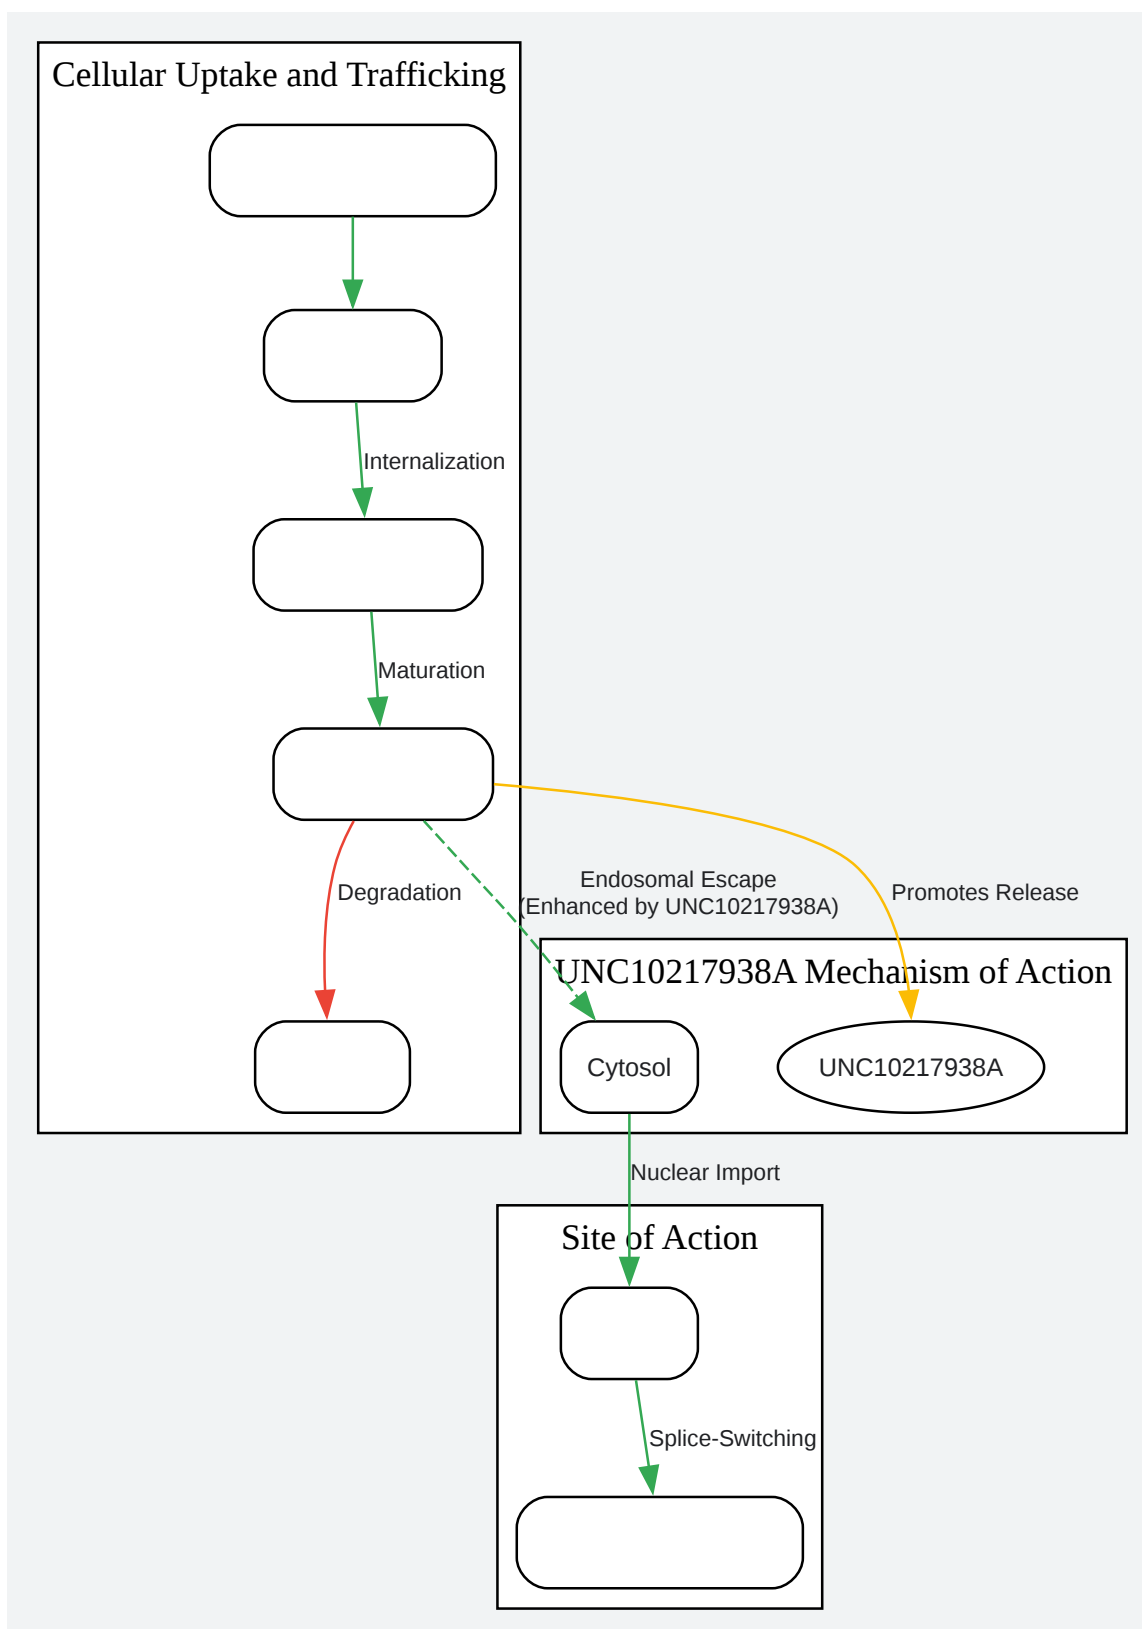 Cellular Uptake and Trafficking
Internalization
Maturation
Degradation
Endosomal Escape
(Enhanced by UNC10217938A)
Promotes Release
UNC10217938A Mechanism of Action
Cytosol
UNC10217938A
Nuclear Import
Site of Action
Splice-Switching